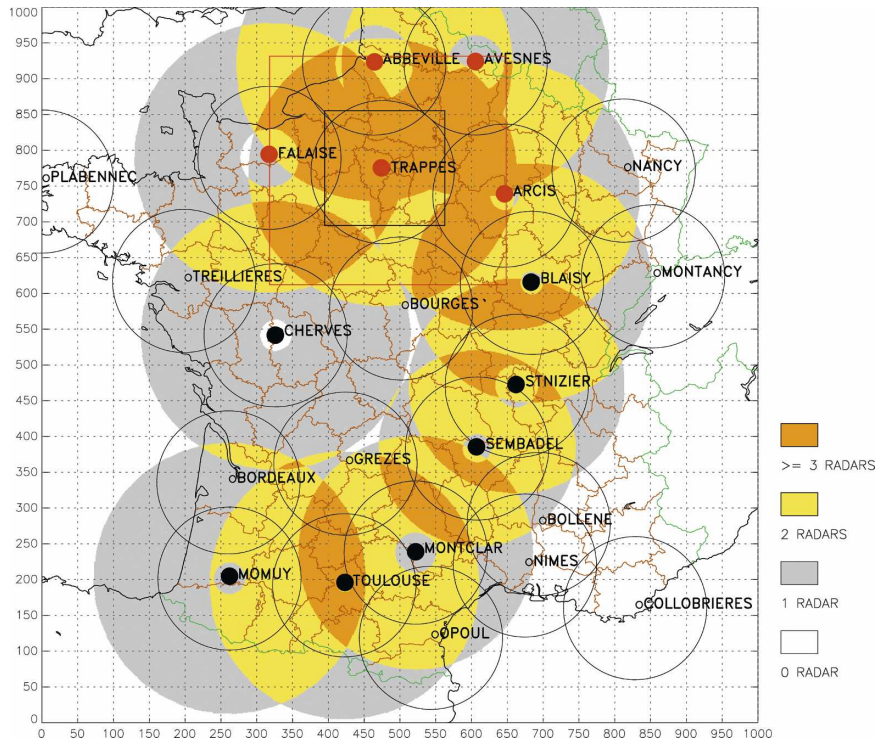 1000
950
900
850
800
750
700
650
600
550
500
450
400
350
300
250
200
150
100
50
0
ABBEVILLE
AVESNES
FALAISE
TRAPPES
NANCY
PLABENNEC
ARCIS
TREILLIERES
BLAISY
MONTANCY
BOURGES
CHERVES
STNIZIER
SEMBADEL
GREZES
BORDEAUX
BOLLENE
MONTCLAR
NIMES
MOMUY
TOULOUSE
COLLOBRIERES
OPOUL
>= 3 RADARS
2 RADARS
1 RADAR
0 RADAR
0 50 100 150 200 250 300 350 400 450 500 550 600 650 700 750 800 850 900 950 1000